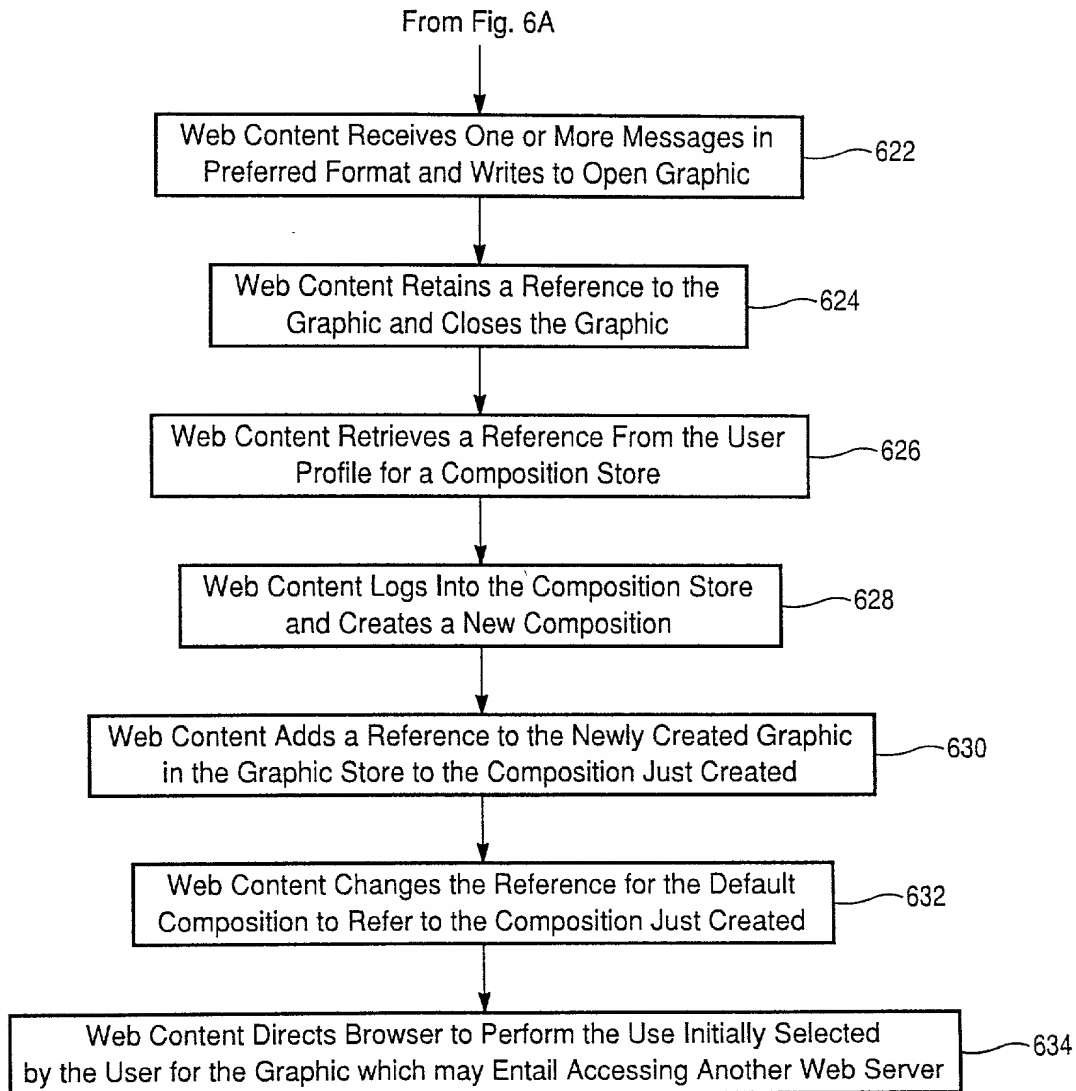 From Fig. 6A
Web Content Receives One or More Messages in
Preferred Format and Writes to Open Graphic
622
Web Content Retains a Reference to the
Graphic and Closes the Graphic
624
Web Content Retrieves a Reference From the User
Profile for a Composition Store
626
Web Content Logs Into the Composition Store
and Creates a New Composition
628
Web Content Adds a Reference to the Newly Created Graphic
in the Graphic Store to the Composition Just Created
630
Web Content Changes the Reference for the Default
Composition to Refer to the Composition Just Created
632
Web Content Directs Browser to Perform the Use Initially Selected
by the User for the Graphic which may Entail Accessing Another Web Server
634